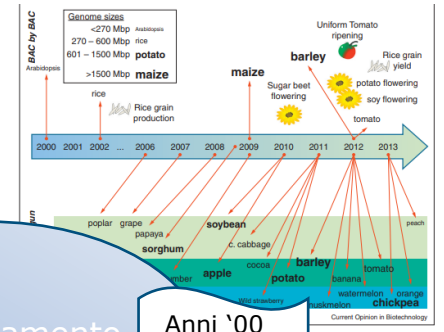 BAC by BAC
Genome sizes
<270 Mbp Arabidopsis
270 – 600 Mbp rice
601 – 1500 Mbp potato
>1500 Mbp maize
Uniform Tomato
ripening
barley
Rice grain
yield
maize
Arabidopsis
Sugar beet
flowering
potato flowering
soy flowering
rice
Rice grain
production
tomato
2000 2001 2002 ... 2006 2007 2008 2009 2010 2011 2012 2013
poplar grape soybean peach
papaya
sorghum c. cabbage
cocoa barley
apple potato banana tomato
watermelon orange
Wild strawberry muskmelon chickpea
Current Opinion in Biotechnology
Anni ‘00